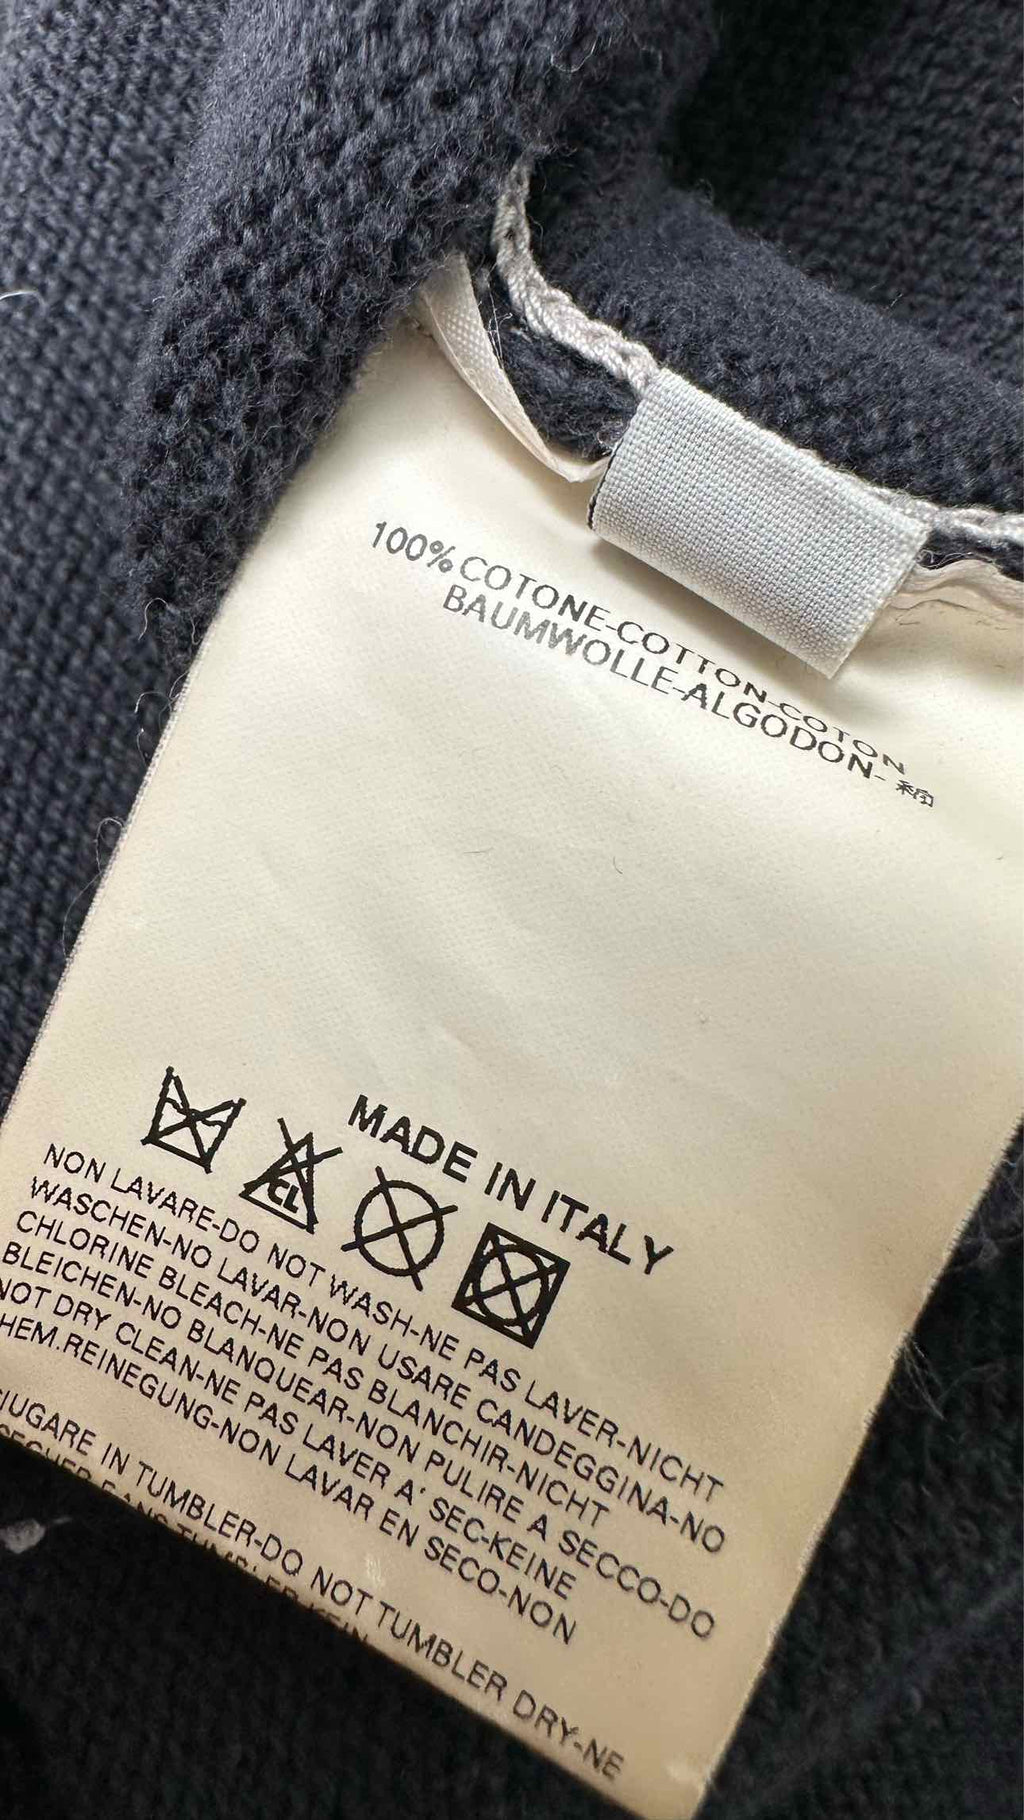 100% COTONE-COTTON-COTON
BAUMWOLLE-ALGODON-
MADE IN ITALY
CL
NON LAVARE-DO NOT WASH-NE PAS LAVER-NICHT
WASCHEN-NO LAVAR-NON USARE CANDEGGINA-NO
CHLORINE BLEACH-NE PAS BLANCHIR-NICHT
BLEICHEN-NO BLANQUEAR-NON PULIRE A SECCO-DO
NOT DRY CLEAN-NE PAS LAVER A' SEC-KEINE
HEM.REINEGUNG-NON LAVAR EN SECO-NON
IUGARE IN TUMBLER-DO NOT TUMBLER DRY-NE
TUMBLER-KEIN